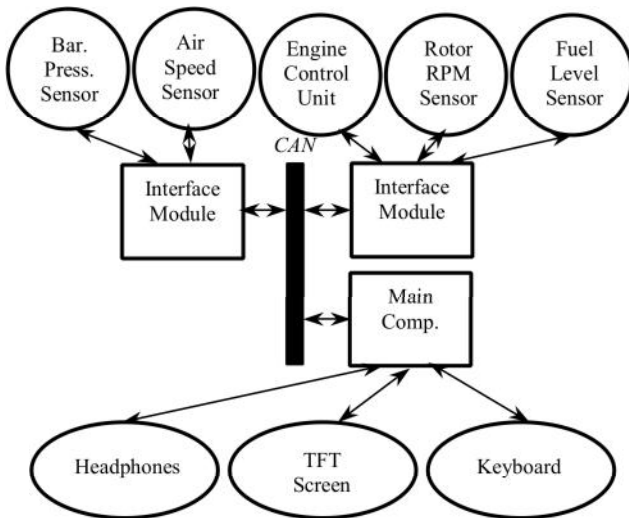 Bar.
Press.
Sensor
Air
Speed
Sensor
Engine
Control
Unit
Rotor
RPM
Sensor
Fuel
Level
Sensor
CAN
Interface
Module
Interface
Module
Main
Comp.
Headphones
TFT
Screen
Keyboard